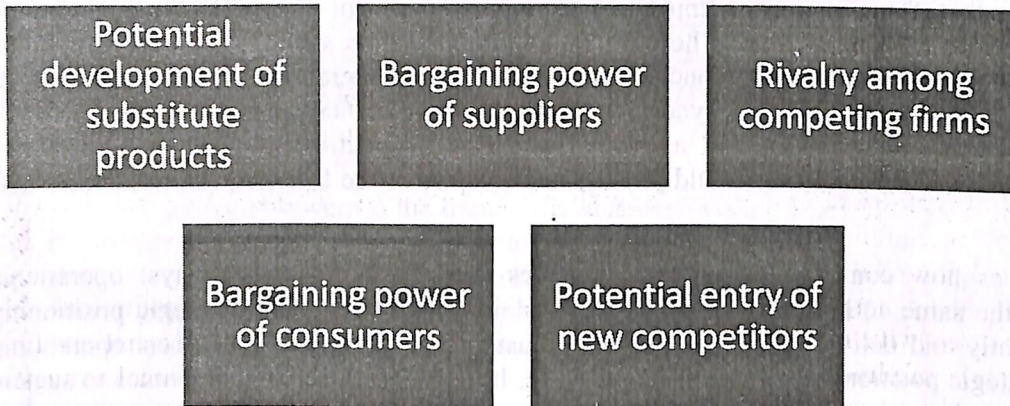 Potential
development of
substitute
products
Bargaining power
of suppliers
Rivalry among
competing firms
Bargaining power
of consumers
Potential entry of
new competitors